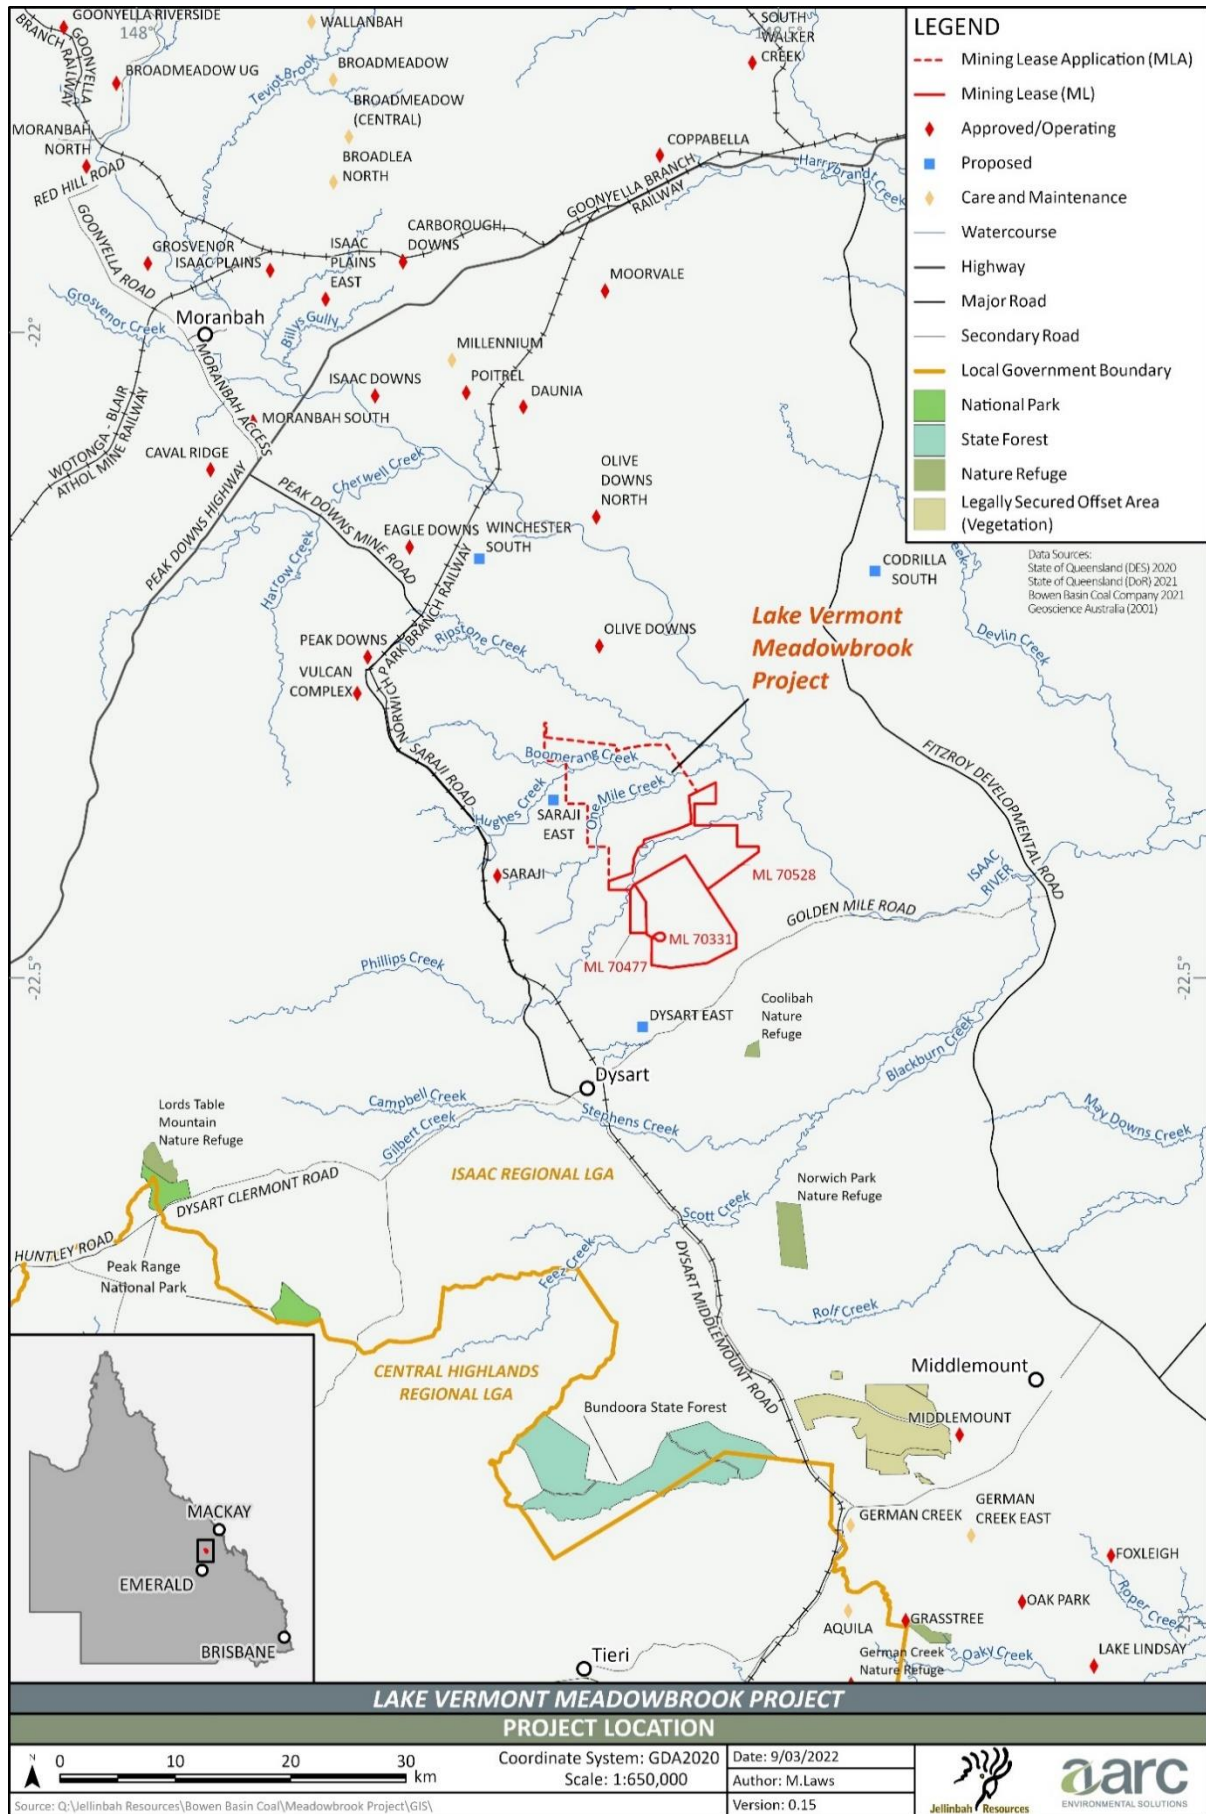 GOONYELLA RIVERSIDE
148°
GOONYELLA
BRANCH RAILWAY
WALLANBAH
BROADMEADOW UG
Teviot Brook
BROADMEADOW
BROADMEADOW
(CENTRAL)
MORANBAH
NORTH
RED HILL ROAD
BROADLEA
NORTH
SOUTH
WALKER
CREEK
148.5°
COPPABELLA
GOONYELLA BRANCH
RAILWAY
Harrybrandt Creek
GOONYELLA ROAD
GROSVENOR
ISAAC PLAINS
ISAAC
PLAINS
EAST
CARBOROUGH
DOWNS
MOORVALE
Grosvenor
Creek
Moranbah
Billys Gully
-22°
MILLENNIUM
POITREL
DAUNIA
ISAAC DOWNS
MORANBAH SOUTH
MORANBAH ACCESS
WOTONGA - BLAIR
ATHOL MINE RAILWAY
CAVAL RIDGE
Cherwell Creek
PEAK DOWNS HIGHWAY
PEAK DOWNS MINE ROAD
OLIVE
DOWNS
NORTH
EAGLE DOWNS
WINCHESTER
SOUTH
Harrow Creek
CODRILLA
SOUTH
Devlin Creek
NORWICH PARK BRANCH RAILWAY
Ripstone Creek
PEAK DOWNS
VULCAN
COMPLEX
OLIVE DOWNS
Lake Vermont
Meadowbrook
Project
SARAJI ROAD
Boomerang Creek
Hughes Creek
One Mile Creek
SARAJI
EAST
SARAJI
FITZROY DEVELOPMENTAL ROAD
ML 70528
ML 70331
ML 70477
GOLDEN MILE ROAD
ISAAC
RIVER
-22.5°
-22.5°
Phillips Creek
DYSART EAST
Coolibah
Nature
Refuge
Dysart
Blackburn Creek
Campbell Creek
Gilbert Creek
Stephens Creek
May Downs Creek
Lords Table
Mountain
Nature Refuge
DYSART CLERMONT ROAD
ISAAC REGIONAL LGA
Norwich Park
Nature Refuge
Scott Creek
HUNTLEY ROAD
Peak Range
National Park
Feez Creek
DYSART MIDDLEMOUNT ROAD
Rolf Creek
CENTRAL HIGHLANDS
REGIONAL LGA
Middlemount
Bundoora State Forest
MIDDLEMOUNT
GERMAN CREEK
GERMAN
CREEK EAST
FOXLEIGH
Roper Creek
OAK PARK
AQUILA
GRASSTREE
-23°
Oaky Creek
LAKE LINDSAY
German Creek
Nature Refuge
Tieri
MACKAY
EMERALD
BRISBANE
LEGEND
Mining Lease Application (MLA)
Mining Lease (ML)
Approved/Operating
Proposed
Care and Maintenance
Watercourse
Highway
Major Road
Secondary Road
Local Government Boundary
National Park
State Forest
Nature Refuge
Legally Secured Offset Area
(Vegetation)
Data Sources:
State of Queensland (DES) 2020
State of Queensland (DoR) 2021
Bowen Basin Coal Company 2021
Geoscience Australia (2001)
LAKE VERMONT MEADOWBROOK PROJECT
PROJECT LOCATION
N
0 10 20 30
km
Coordinate System: GDA2020
Scale: 1:650,000
Date: 9/03/2022
Author: M.Laws
Version: 0.15
Source: Q:\Jellinbah Resources\Bowen Basin Coal\Meadowbrook Project\GIS\
Jellinbah Resources
aarc
ENVIRONMENTAL SOLUTIONS